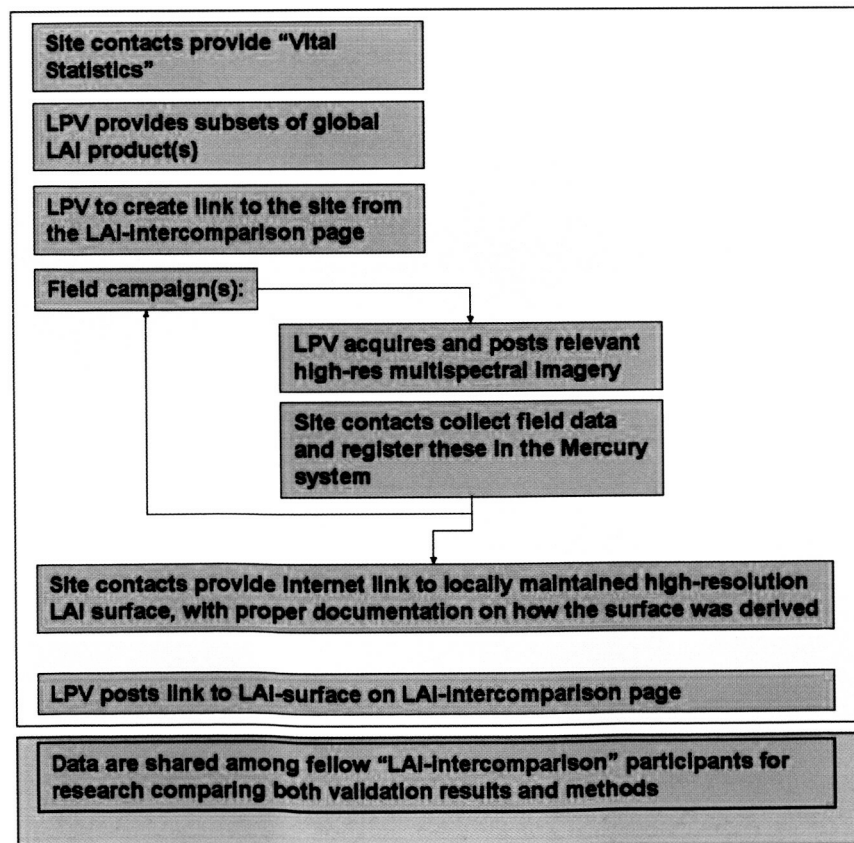 Site contacts provide “Vital
Statistics”
LPV provides subsets of global
LAI product(s)
LPV to create link to the site from
the LAI-intercomparison page
Field campaign(s):
LPV acquires and posts relevant
high-res multispectral imagery
Site contacts collect field data
and register these in the Mercury
system
Site contacts provide internet link to locally maintained high-resolution
LAI surface, with proper documentation on how the surface was derived
LPV posts link to LAI-surface on LAI-intercomparison page
Data are shared among fellow “LAI-intercomparison” participants for
research comparing both validation results and methods